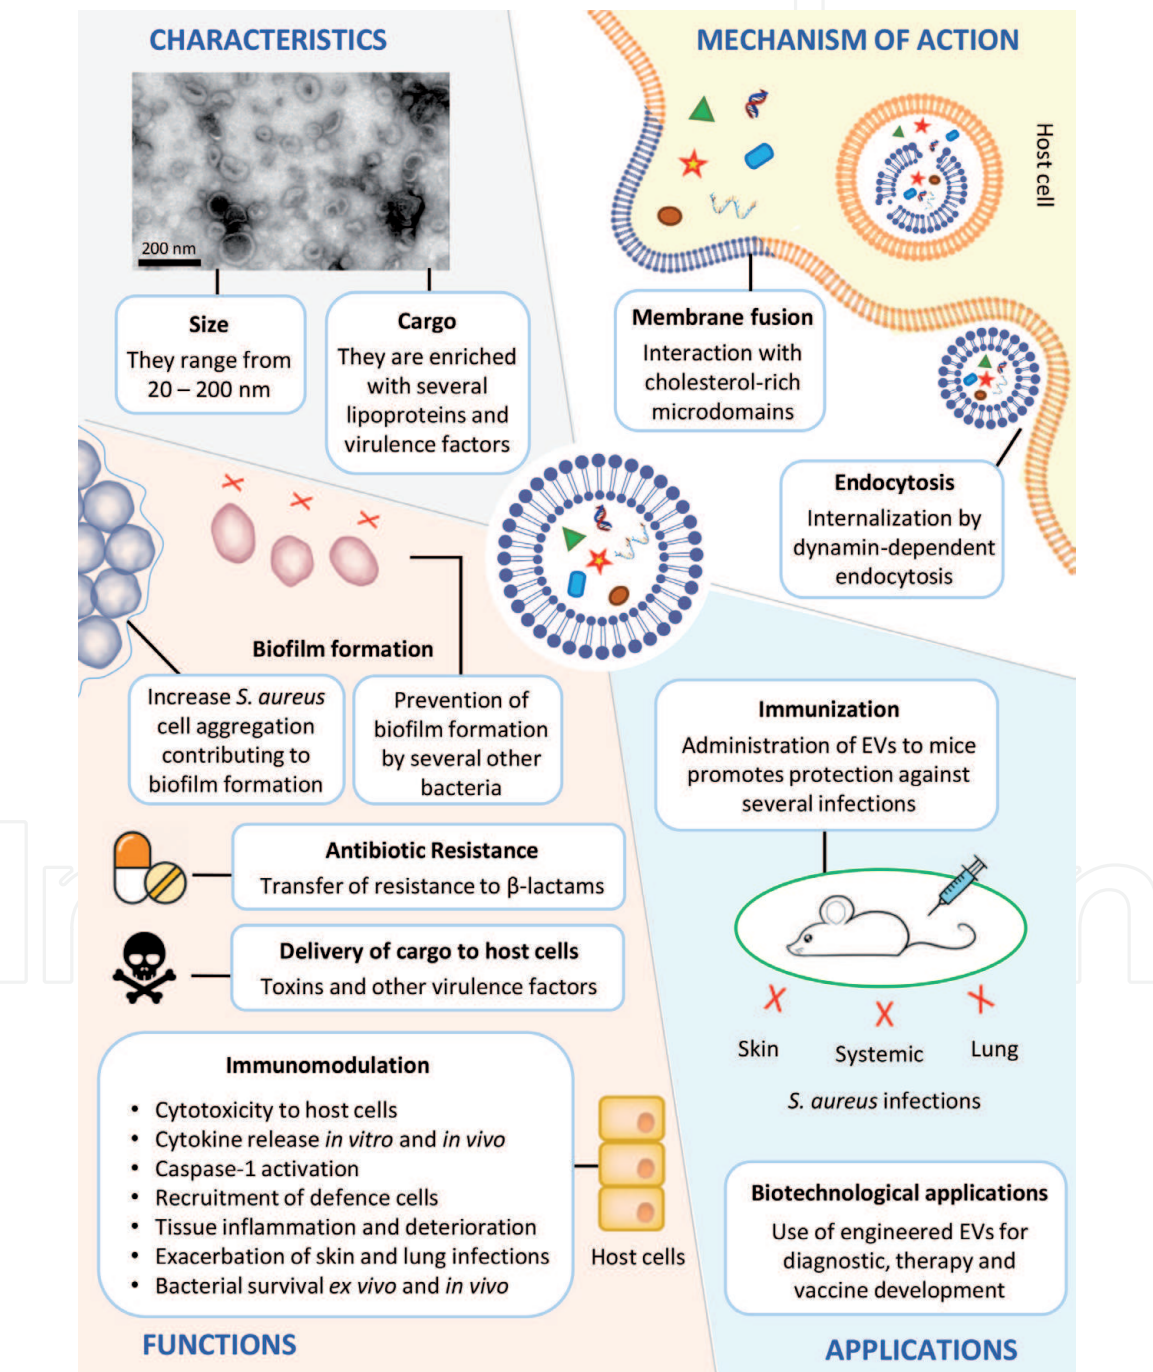 CHARACTERISTICS
200 nm
Size
They range from
20 – 200 nm
Cargo
They are enriched
with several
lipoproteins and
virulence factors
MECHANISM OF ACTION
Host cell
Membrane fusion
Interaction with
cholesterol-rich
microdomains
Endocytosis
Internalization by
dynamin-dependent
endocytosis
Biofilm formation
Increase S. aureus
cell aggregation
contributing to
biofilm formation
Prevention of
biofilm formation
by several other
bacteria
Antibiotic Resistance
Transfer of resistance to β-lactams
Delivery of cargo to host cells
Toxins and other virulence factors
Immunomodulation
• Cytotoxicity to host cells
• Cytokine release in vitro and in vivo
• Caspase-1 activation
• Recruitment of defence cells
• Tissue inflammation and deterioration
• Exacerbation of skin and lung infections
• Bacterial survival ex vivo and in vivo
Host cells
FUNCTIONS
Immunization
Administration of EVs to mice
promotes protection against
several infections
Skin
Systemic
Lung
S. aureus infections
Biotechnological applications
Use of engineered EVs for
diagnostic, therapy and
vaccine development
APPLICATIONS